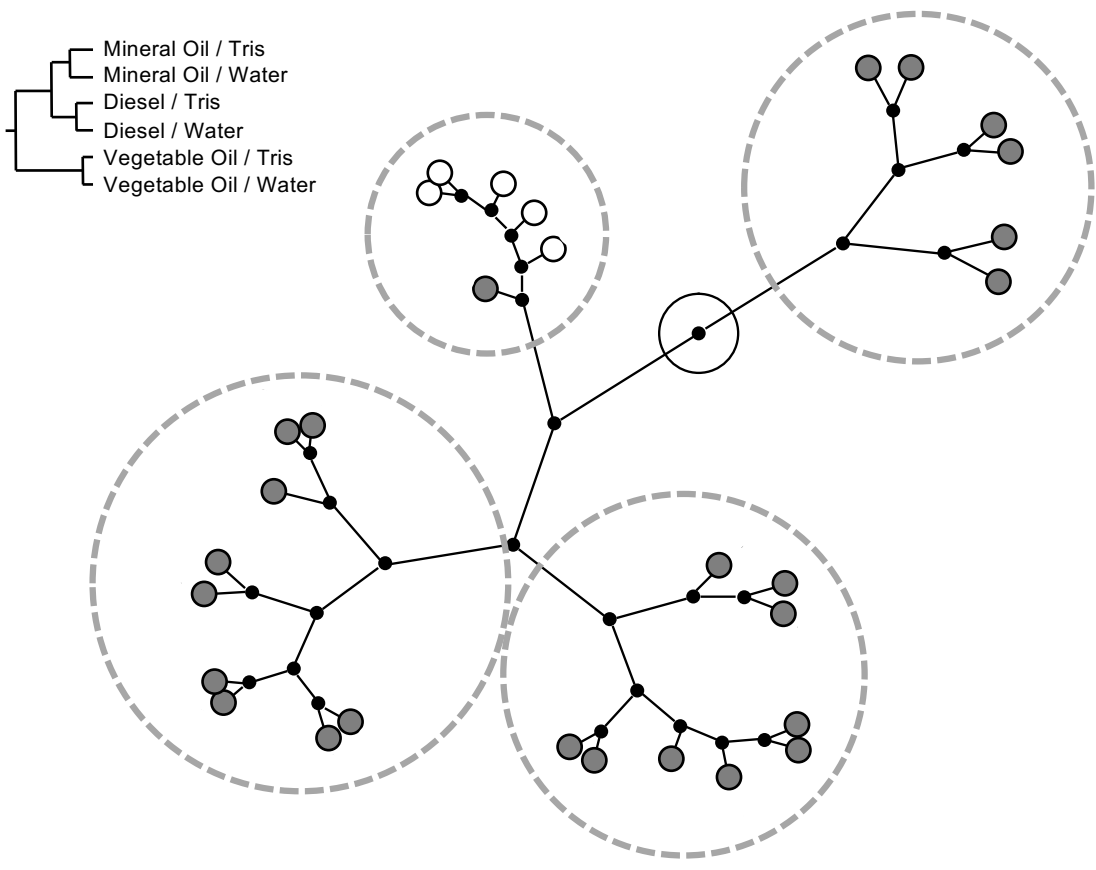 Mineral Oil / Tris
Mineral Oil / Water
Diesel / Tris
Diesel / Water
Vegetable Oil / Tris
Vegetable Oil / Water